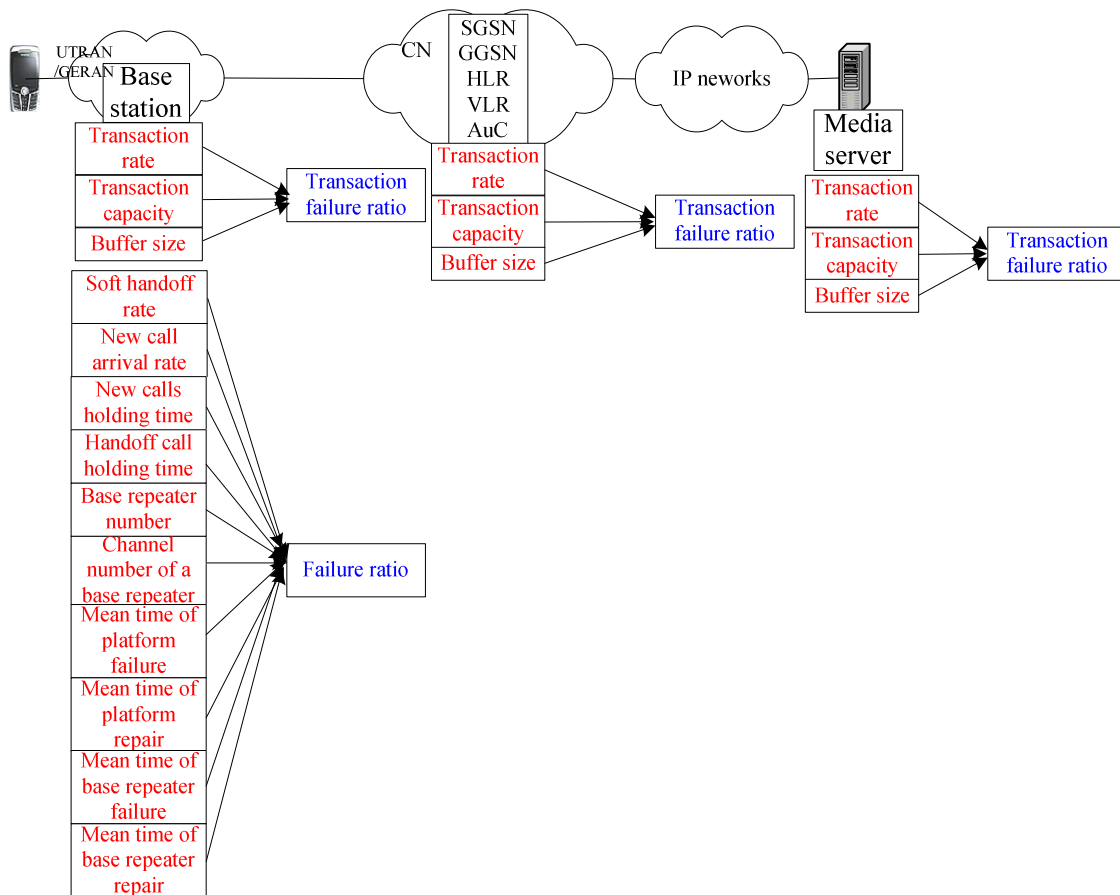 UTRAN
/GERAN
Base
station
CN
SGSN
GGSN
HLR
VLR
AuC
IP neworks
Media
server
Transaction
rate
Transaction
capacity
Buffer size
Transaction
failure ratio
Transaction
rate
Transaction
capacity
Buffer size
Transaction
failure ratio
Transaction
rate
Transaction
capacity
Buffer size
Transaction
failure ratio
Soft handoff
rate
New call
arrival rate
New calls
holding time
Handoff call
holding time
Base repeater
number
Channel
number of a
base repeater
Mean time of
platform
failure
Mean time of
platform
repair
Mean time of
base repeater
failure
Mean time of
base repeater
repair
Failure ratio